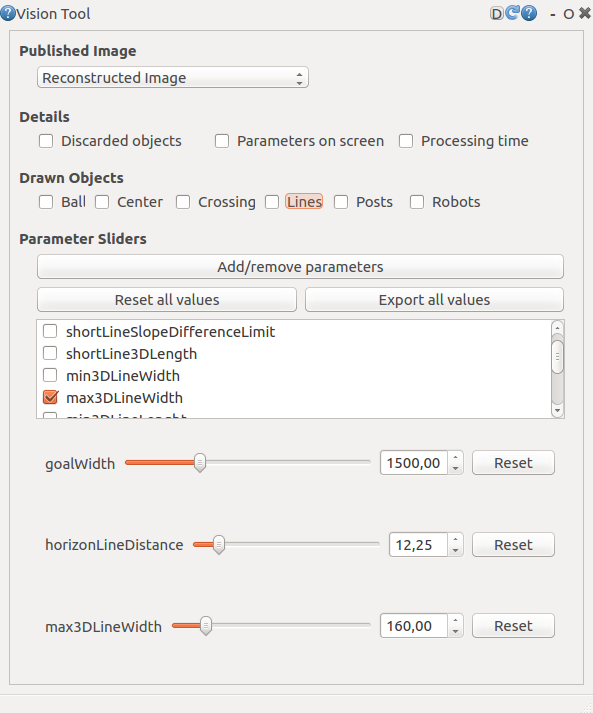 Vision Tool D ? - O
Published Image
Reconstructed Image
Details
Discarded objects Parameters on screen Processing time
Drawn Objects
Ball Center Crossing Lines Posts Robots
Parameter Sliders
Add/remove parameters
Reset all values Export all values
shortLineSlopeDifferenceLimit
shortLine3DLength
min3DLineWidth
max3DLineWidth
min3DLineLenght
goalWidth 1500,00 Reset
horizonLineDistance 12,25 Reset
max3DLineWidth 160,00 Reset